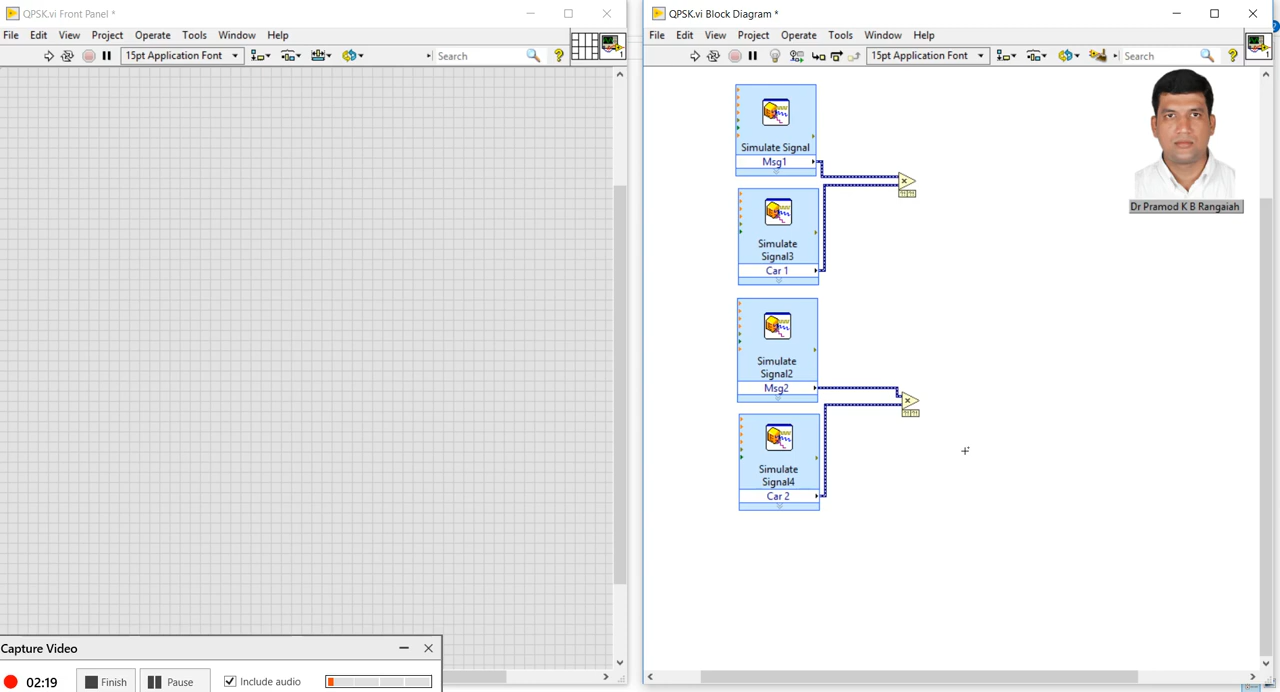 QPSK.vi Front Panel *
File Edit View Project Operate Tools Window Help
15pt Application Font
Search
?
1
QPSK.vi Block Diagram *
File Edit View Project Operate Tools Window Help
15pt Application Font
Search
?
1
Simulate Signal
Msg1
Simulate
Signal3
Car 1
Simulate
Signal2
Msg2
Simulate
Signal4
Car 2
Dr Pramod K B Rangaiah
Capture Video
02:19
Finish
Pause
Include audio